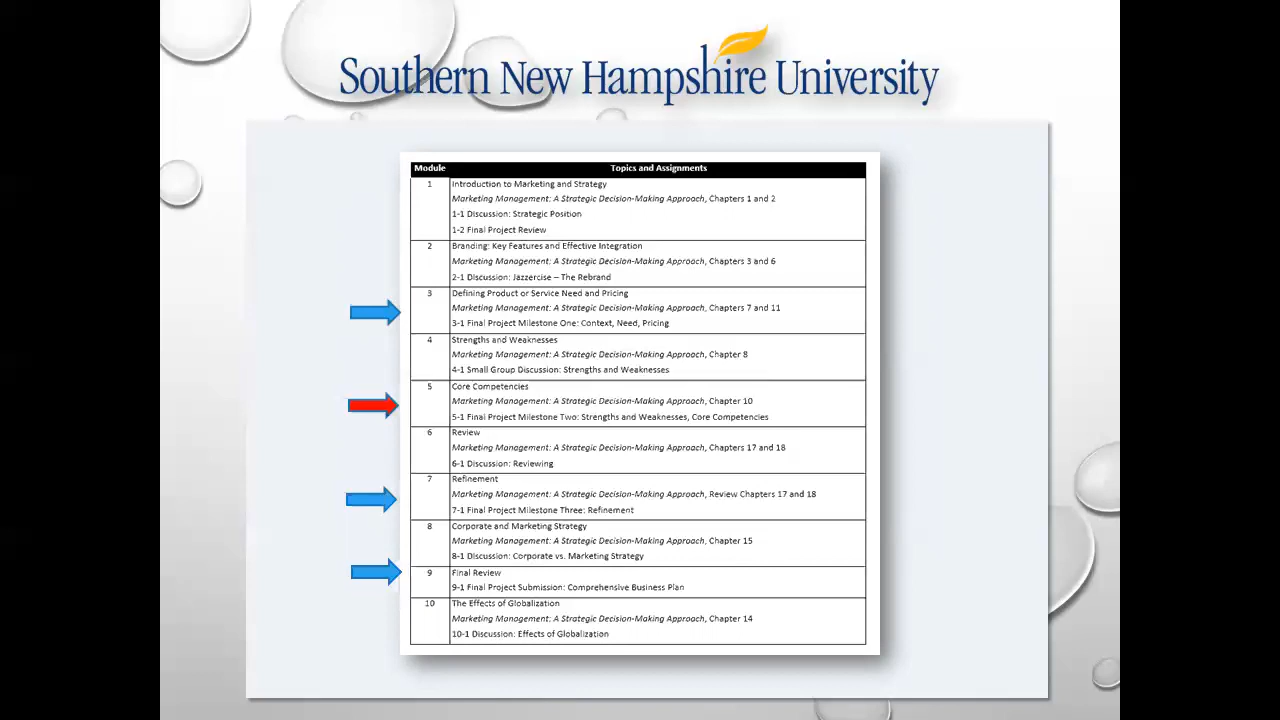 Southern New Hampshire University
Module Topics and Assignments
1 Introduction to Marketing and Strategy
Marketing Management: A Strategic Decision-Making Approach, Chapters 1 and 2
1-1 Discussion: Strategic Position
1-2 Final Project Review
2 Branding: Key Features and Effective Integration
Marketing Management: A Strategic Decision-Making Approach, Chapters 3 and 6
2-1 Discussion: Jazzercise – The Rebrand
3 Defining Product or Service Need and Pricing
Marketing Management: A Strategic Decision-Making Approach, Chapters 7 and 11
3-1 Final Project Milestone One: Context, Need, Pricing
4 Strengths and Weaknesses
Marketing Management: A Strategic Decision-Making Approach, Chapter 8
4-1 Small Group Discussion: Strengths and Weaknesses
5 Core Competencies
Marketing Management: A Strategic Decision-Making Approach, Chapter 10
5-1 Final Project Milestone Two: Strengths and Weaknesses, Core Competencies
6 Review
Marketing Management: A Strategic Decision-Making Approach, Chapters 17 and 18
6-1 Discussion: Reviewing
7 Refinement
Marketing Management: A Strategic Decision-Making Approach, Review Chapters 17 and 18
7-1 Final Project Milestone Three: Refinement
8 Corporate and Marketing Strategy
Marketing Management: A Strategic Decision-Making Approach, Chapter 15
8-1 Discussion: Corporate vs. Marketing Strategy
9 Final Review
9-1 Final Project Submission: Comprehensive Business Plan
10 The Effects of Globalization
Marketing Management: A Strategic Decision-Making Approach, Chapter 14
10-1 Discussion: Effects of Globalization